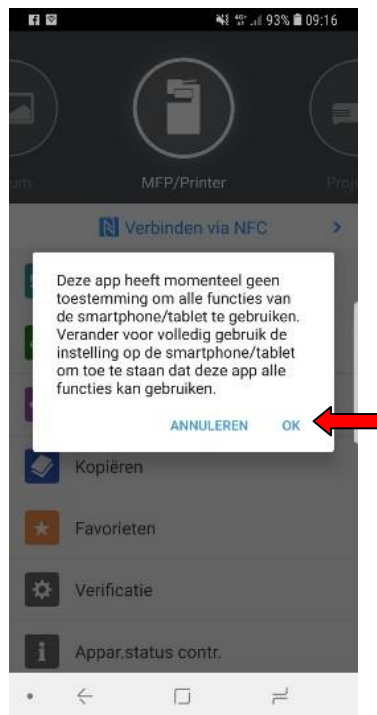 93% 09:16
um
MFP/Printer
Proj
Verbinden via NFC
Deze app heeft momenteel geen
toestemming om alle functies van
de smartphone/tablet te gebruiken.
Verander voor volledig gebruik de
instelling op de smartphone/tablet
om toe te staan dat deze app alle
functies kan gebruiken.
ANNULEREN OK
Kopiëren
Favorieten
Verificatie
Appar.status contr.